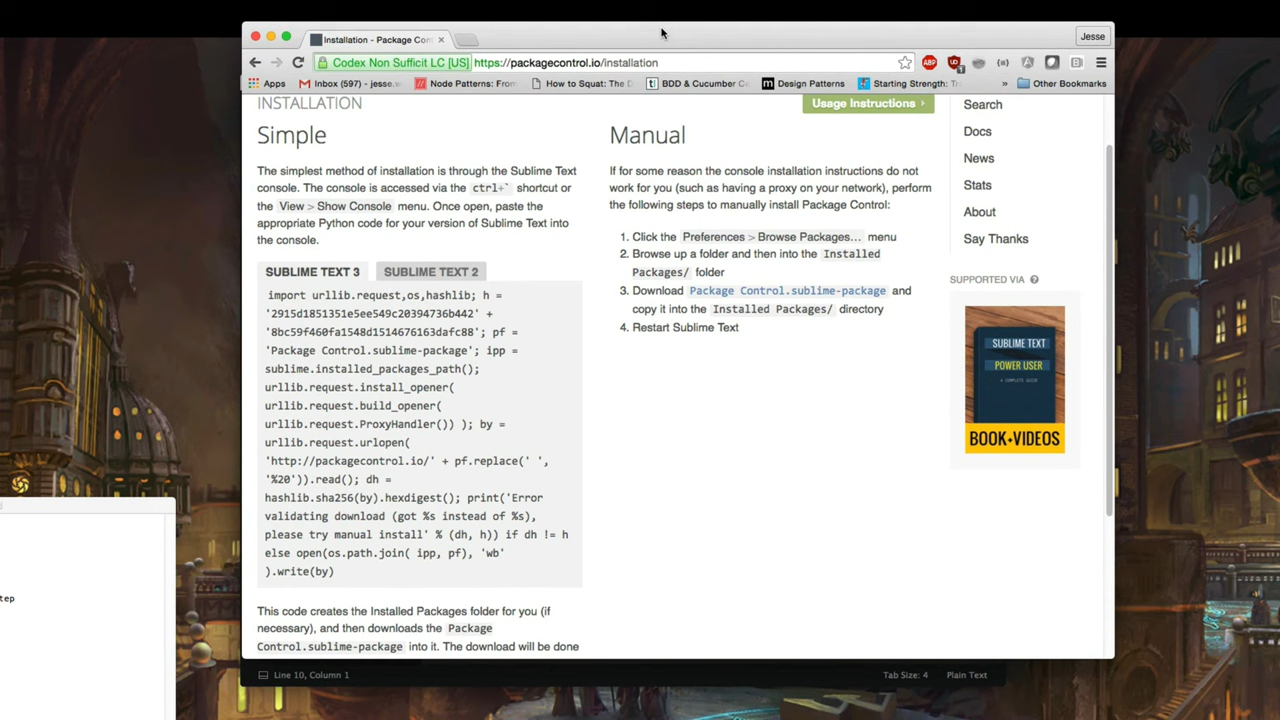 Installation - Package Con
Jesse
Codex Non Sufficit LC [US] https://packagecontrol.io/installation
Apps
Inbox (597) - jesse.w
Node Patterns: From
How to Squat: The D
BDD & Cucumber C
Design Patterns
Starting Strength: Tr
»
Other Bookmarks
INSTALLATION
Usage Instructions
Simple
The simplest method of installation is through the Sublime Text
console. The console is accessed via the ctrl+` shortcut or
the View > Show Console menu. Once open, paste the
appropriate Python code for your version of Sublime Text into
the console.
SUBLIME TEXT 3
SUBLIME TEXT 2
import urllib.request,os,hashlib; h =
'2915d1851351e5ee549c20394736b442' +
'8bc59f460fa1548d1514676163dafc88'; pf =
'Package Control.sublime-package'; ipp =
sublime.installed_packages_path();
urllib.request.install_opener(
urllib.request.build_opener(
urllib.request.ProxyHandler()) ); by =
urllib.request.urlopen(
'http://packagecontrol.io/' + pf.replace(' ',
'%20')).read(); dh =
hashlib.sha256(by).hexdigest(); print('Error
validating download (got %s instead of %s),
please try manual install' % (dh, h)) if dh != h
else open(os.path.join( ipp, pf), 'wb'
).write(by)
This code creates the Installed Packages folder for you (if
necessary), and then downloads the Package
Control.sublime-package into it. The download will be done
Manual
If for some reason the console installation instructions do not
work for you (such as having a proxy on your network), perform
the following steps to manually install Package Control:
1. Click the Preferences > Browse Packages… menu
2. Browse up a folder and then into the Installed
Packages/ folder
3. Download Package Control.sublime-package and
copy it into the Installed Packages/ directory
4. Restart Sublime Text
Search
Docs
News
Stats
About
Say Thanks
SUPPORTED VIA
SUBLIME TEXT
POWER USER
A COMPLETE GUIDE
BOOK+VIDEOS
tep
Line 10, Column 1
Tab Size: 4
Plain Text